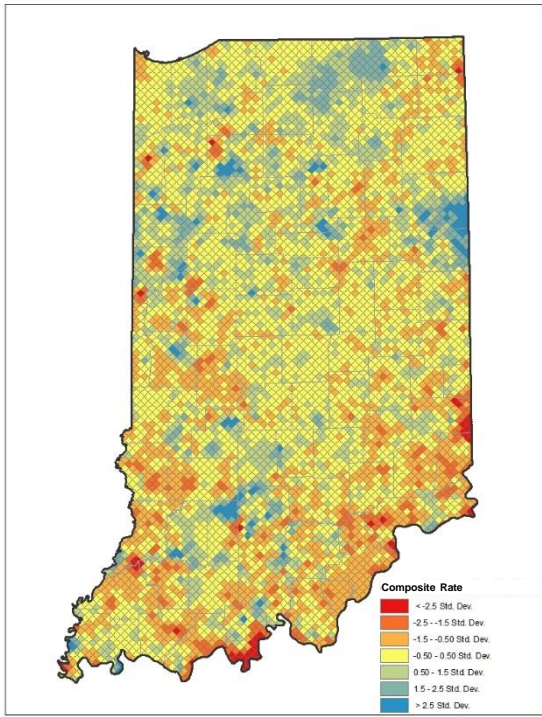 Composite Rate
< -2.5 Std. Dev.
-2.5 - -1.5 Std. Dev.
-1.5 - -0.50 Std. Dev.
-0.50 - 0.50 Std. Dev.
0.50 - 1.5 Std. Dev.
1.5 - 2.5 Std. Dev.
> 2.5 Std. Dev.